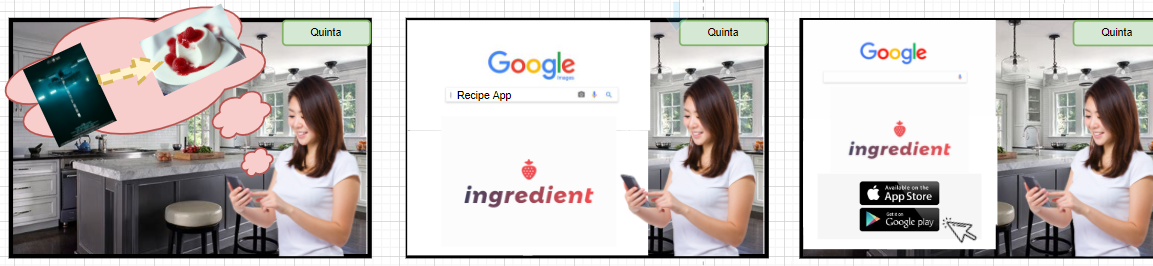 Quinta
Google
images
Recipe App
ingredient
Quinta
Google
ingredient
Available on the
App Store
Get it on
Google play
Quinta